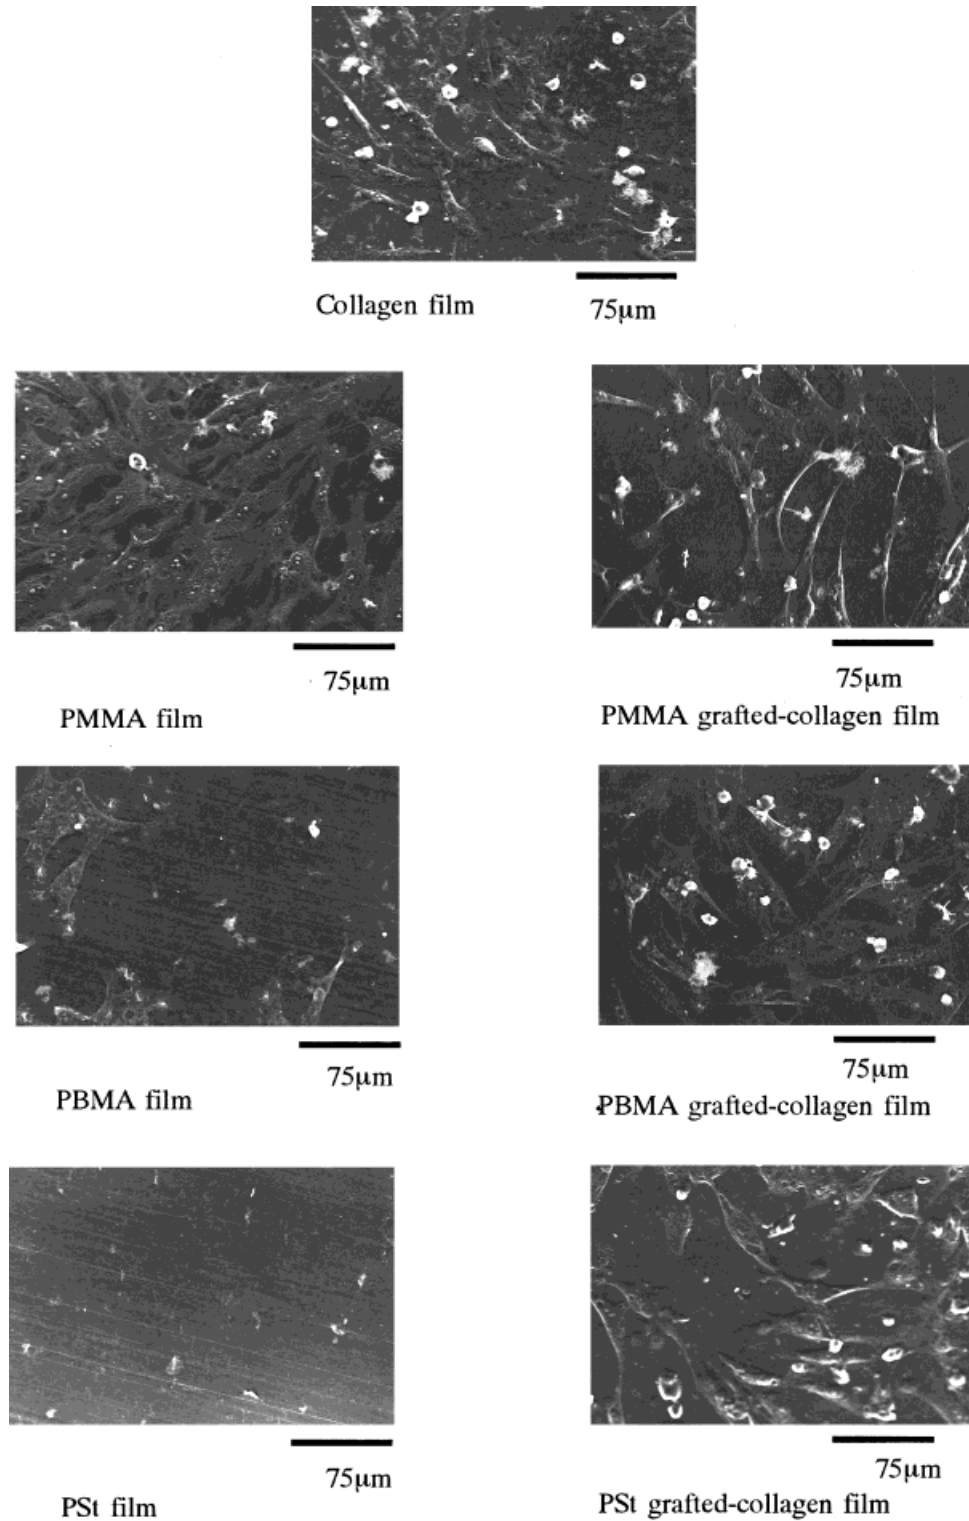 Collagen film
75μm
75μm
PMMA film
75μm
PMMA grafted-collagen film
75μm
PBMA film
75μm
PBMA grafted-collagen film
75μm
PSt film
75μm
PSt grafted-collagen film